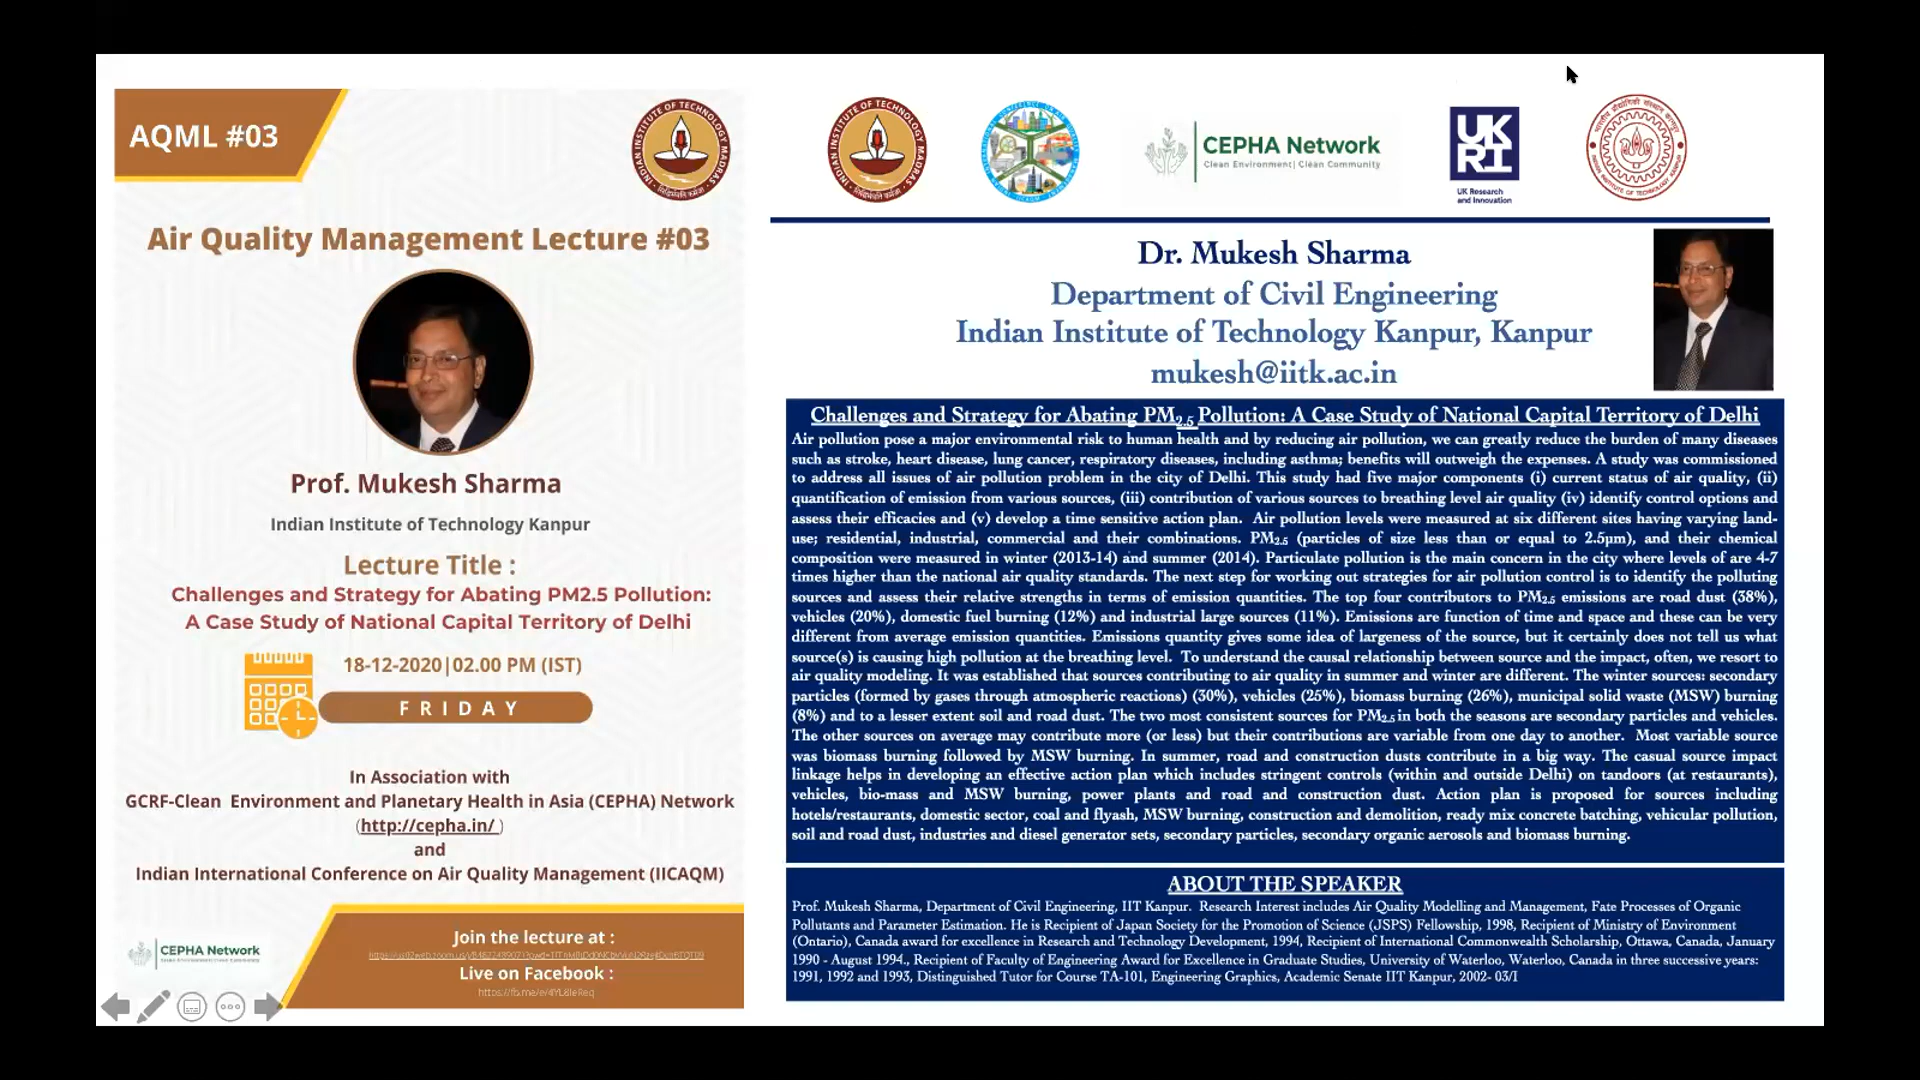 AQML #03
INDIAN INSTITUTE OF TECHNOLOGY MADRAS
Air Quality Management Lecture #03
Prof. Mukesh Sharma
Indian Institute of Technology Kanpur
Lecture Title :
Challenges and Strategy for Abating PM2.5 Pollution:
A Case Study of National Capital Territory of Delhi
18-12-2020|02.00 PM (IST)
FRIDAY
In Association with
GCRF-Clean Environment and Planetary Health in Asia (CEPHA) Network
(http://cepha.in/ )
and
Indian International Conference on Air Quality Management (IICAQM)
CEPHA Network
Clean Environment| Clean Community
Join the lecture at :
Live on Facebook :
INDIAN INSTITUTE OF TECHNOLOGY MADRAS
CEPHA Network
Clean Environment| Clean Community
UK
RI
UK Research
and Innovation
INDIAN INSTITUTE OF TECHNOLOGY KANPUR
Dr. Mukesh Sharma
Department of Civil Engineering
Indian Institute of Technology Kanpur, Kanpur
mukesh@iitk.ac.in
Challenges and Strategy for Abating PM2.5 Pollution: A Case Study of National Capital Territory of Delhi
Air pollution pose a major environmental risk to human health and by reducing air pollution, we can greatly reduce the burden of many diseases
such as stroke, heart disease, lung cancer, respiratory diseases, including asthma; benefits will outweigh the expenses. A study was commissioned
to address all issues of air pollution problem in the city of Delhi. This study had five major components (i) current status of air quality, (ii)
quantification of emission from various sources, (iii) contribution of various sources to breathing level air quality (iv) identify control options and
assess their efficacies and (v) develop a time sensitive action plan. Air pollution levels were measured at six different sites having varying land-
use; residential, industrial, commercial and their combinations. PM2.5 (particles of size less than or equal to 2.5μm), and their chemical
composition were measured in winter (2013-14) and summer (2014). Particulate pollution is the main concern in the city where levels of are 4-7
times higher than the national air quality standards. The next step for working out strategies for air pollution control is to identify the polluting
sources and assess their relative strengths in terms of emission quantities. The top four contributors to PM2.5 emissions are road dust (38%),
vehicles (20%), domestic fuel burning (12%) and industrial large sources (11%). Emissions are function of time and space and these can be very
different from average emission quantities. Emissions quantity gives some idea of largeness of the source, but it certainly does not tell us what
source(s) is causing high pollution at the breathing level. To understand the causal relationship between source and the impact, often, we resort to
air quality modeling. It was established that sources contributing to air quality in summer and winter are different. The winter sources: secondary
particles (formed by gases through atmospheric reactions) (30%), vehicles (25%), biomass burning (26%), municipal solid waste (MSW) burning
(8%) and to a lesser extent soil and road dust. The two most consistent sources for PM2.5 in both the seasons are secondary particles and vehicles.
The other sources on average may contribute more (or less) but their contributions are variable from one day to another. Most variable source
was biomass burning followed by MSW burning. In summer, road and construction dusts contribute in a big way. The casual source impact
linkage helps in developing an effective action plan which includes stringent controls (within and outside Delhi) on tandoors (at restaurants),
vehicles, bio-mass and MSW burning, power plants and road and construction dust. Action plan is proposed for sources including
hotels/restaurants, domestic sector, coal and flyash, MSW burning, construction and demolition, ready mix concrete batching, vehicular pollution,
soil and road dust, industries and diesel generator sets, secondary particles, secondary organic aerosols and biomass burning.
ABOUT THE SPEAKER
Prof. Mukesh Sharma, Department of Civil Engineering, IIT Kanpur. Research Interest includes Air Quality Modelling and Management, Fate Processes of Organic
Pollutants and Parameter Estimation. He is Recipient of Japan Society for the Promotion of Science (JSPS) Fellowship, 1998, Recipient of Ministry of Environment
(Ontario), Canada award for excellence in Research and Technology Development, 1994, Recipient of International Commonwealth Scholarship, Ottawa, Canada, January
1990 - August 1994., Recipient of Faculty of Engineering Award for Excellence in Graduate Studies, University of Waterloo, Waterloo, Canada in three successive years:
1991, 1992 and 1993, Distinguished Tutor for Course TA-101, Engineering Graphics, Academic Senate IIT Kanpur, 2002- 03/I